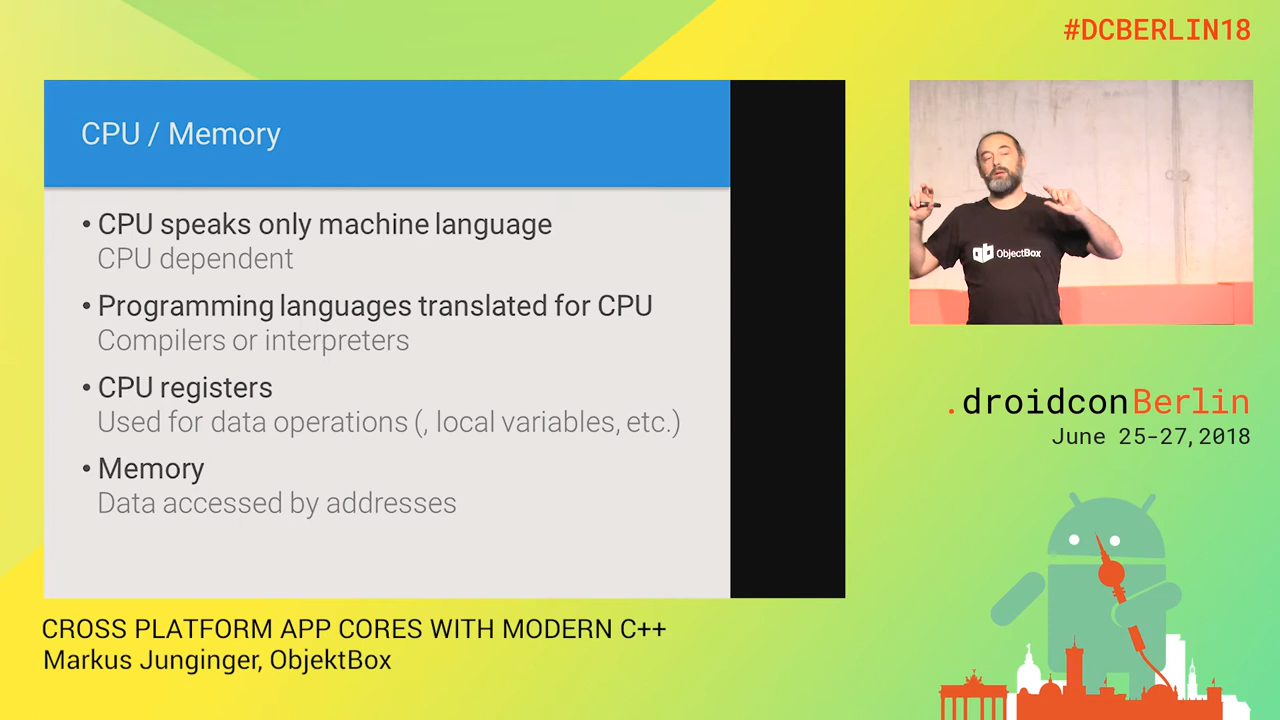 #DCBERLIN18
CPU / Memory
• CPU speaks only machine language
CPU dependent
• Programming languages translated for CPU
Compilers or interpreters
• CPU registers
Used for data operations (, local variables, etc.)
• Memory
Data accessed by addresses
ObjectBox
.droidconBerlin
June 25-27, 2018
CROSS PLATFORM APP CORES WITH MODERN C++
Markus Junginger, ObjektBox